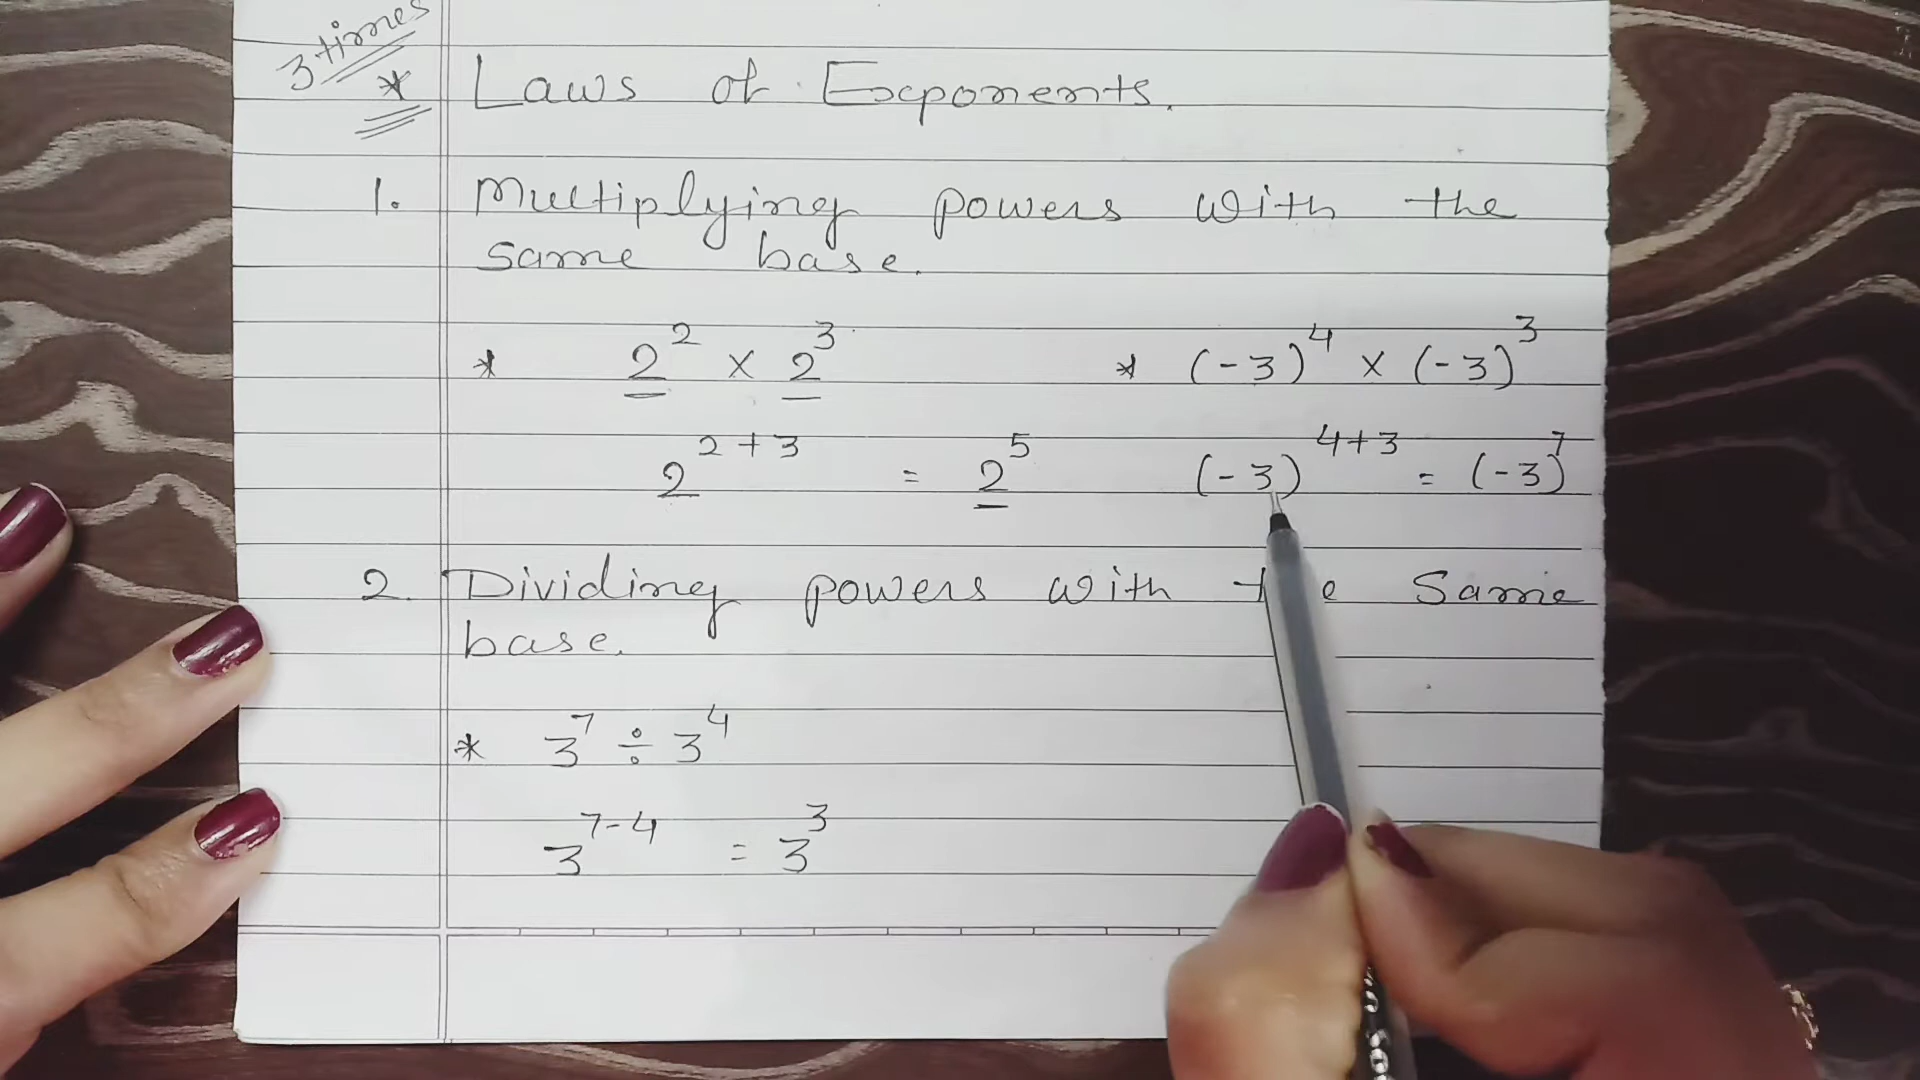 3 times
* Laws of Exponents.
1. Multiplying powers with the
same base.
* 2² × 2³ * (-3)⁴ × (-3)³
2²⁺³ = 2⁵ (-3)⁴⁺³ = (-3)⁷
2. Dividing powers with the Same
base.
* 3⁷ ÷ 3⁴
3⁷⁻⁴ = 3³